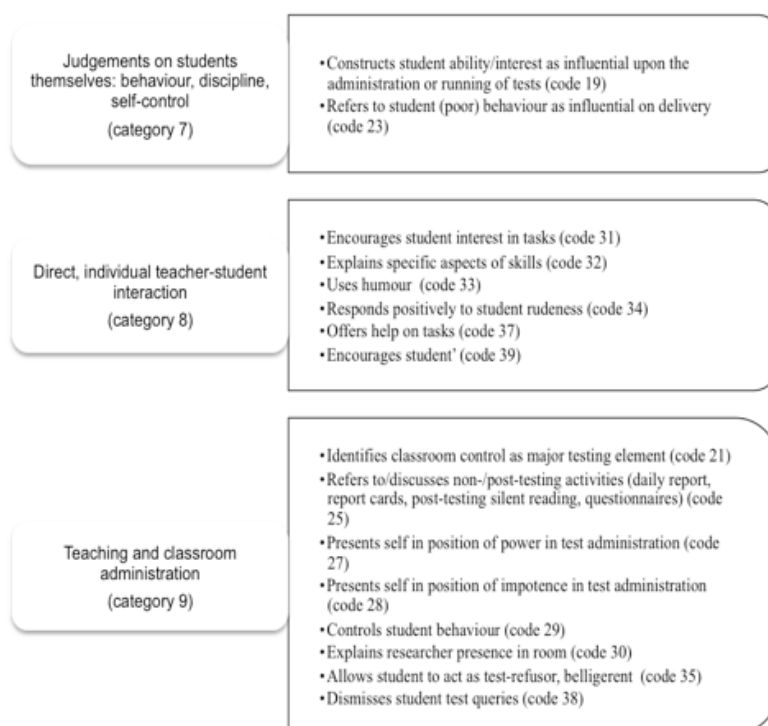 Judgements on students
themselves: behaviour, discipline,
self-control
(category 7)
•Constructs student ability/interest as influential upon the
administration or running of tests (code 19)
•Refers to student (poor) behaviour as influential on delivery
(code 23)
Direct, individual teacher-student
interaction
(category 8)
•Encourages student interest in tasks (code 31)
•Explains specific aspects of skills (code 32)
•Uses humour (code 33)
•Responds positively to student rudeness (code 34)
•Offers help on tasks (code 37)
•Encourages student' (code 39)
Teaching and classroom
administration
(category 9)
•Identifies classroom control as major testing element (code 21)
•Refers to/discusses non-/post-testing activities (daily report,
report cards, post-testing silent reading, questionnaires) (code
25)
•Presents self in position of power in test administration (code
27)
•Presents self in position of impotence in test administration
(code 28)
•Controls student behaviour (code 29)
•Explains researcher presence in room (code 30)
•Allows student to act as test-refusor, belligerent (code 35)
•Dismisses student test queries (code 38)